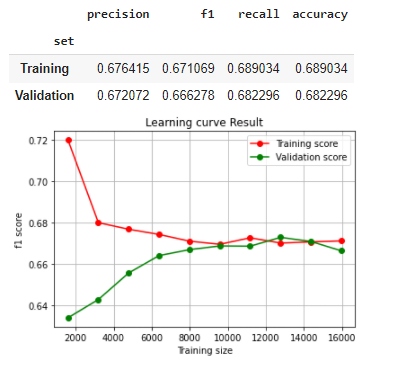 precision f1 recall accuracy
set
Training 0.676415 0.671069 0.689034 0.689034
Validation 0.672072 0.666278 0.682296 0.682296
Learning curve Result
Training score
Validation score
0.72
0.70
0.68
0.66
0.64
f1 score
2000 4000 6000 8000 10000 12000 14000 16000
Training size